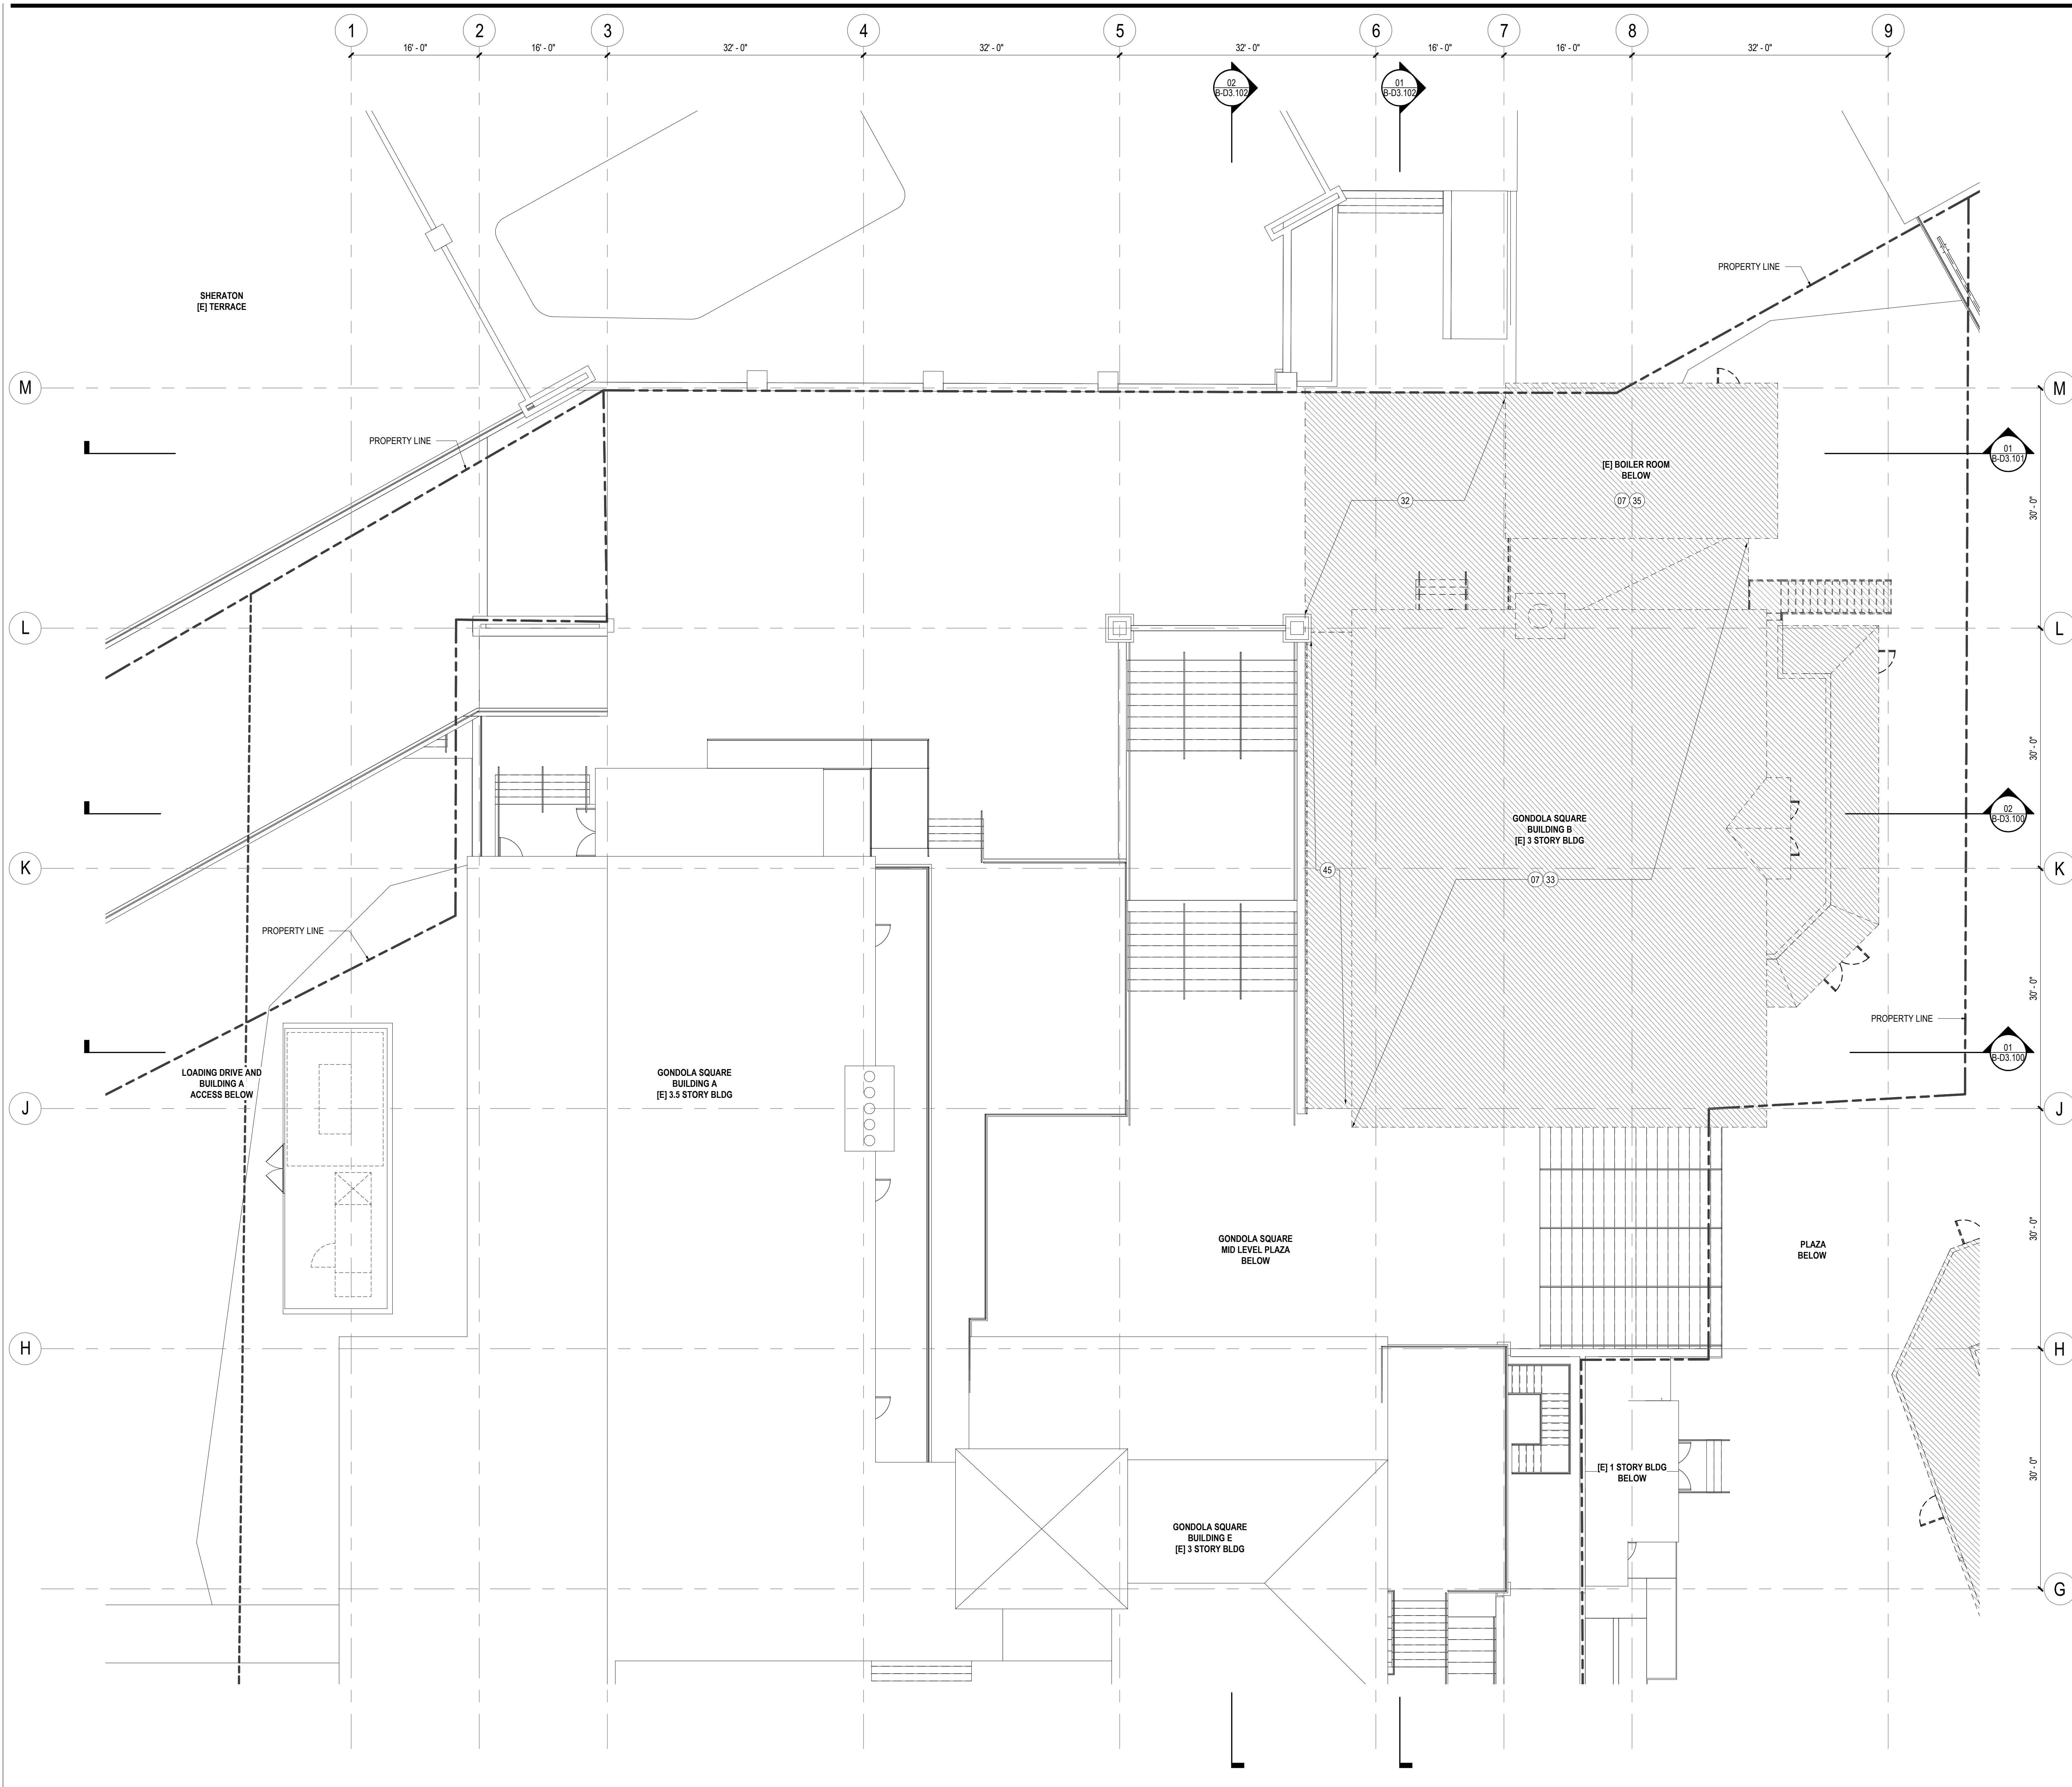 1
2
3
4
5
6
7
8
9
16' - 0"
16' - 0"
32' - 0"
32' - 0"
32' - 0"
16' - 0"
16' - 0"
32' - 0"
02
B-D3.102
01
B-D3.102
PROPERTY LINE
SHERATON
[E] TERRACE
M
M
PROPERTY LINE
01
B-D3.101
[E] BOILER ROOM
BELOW
32
07
35
30' - 0"
L
L
30' - 0"
02
B-D3.100
GONDOLA SQUARE
BUILDING B
[E] 3 STORY BLDG
K
45
07
33
K
PROPERTY LINE
30' - 0"
PROPERTY LINE
01
B-D3.100
LOADING DRIVE AND
BUILDING A
ACCESS BELOW
GONDOLA SQUARE
BUILDING A
[E] 3.5 STORY BLDG
J
J
30' - 0"
GONDOLA SQUARE
MID LEVEL PLAZA
BELOW
PLAZA
BELOW
H
H
30' - 0"
[E] 1 STORY BLDG
BELOW
GONDOLA SQUARE
BUILDING E
[E] 3 STORY BLDG
G